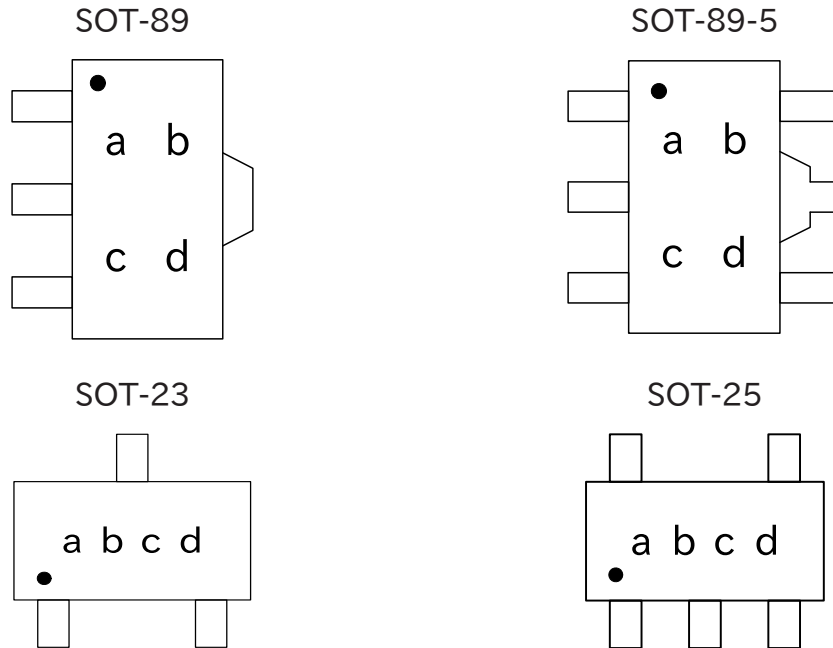 SOT-89
SOT-89-5
a b
a b
c d
c d
SOT-23
SOT-25
a b c d
a b c d